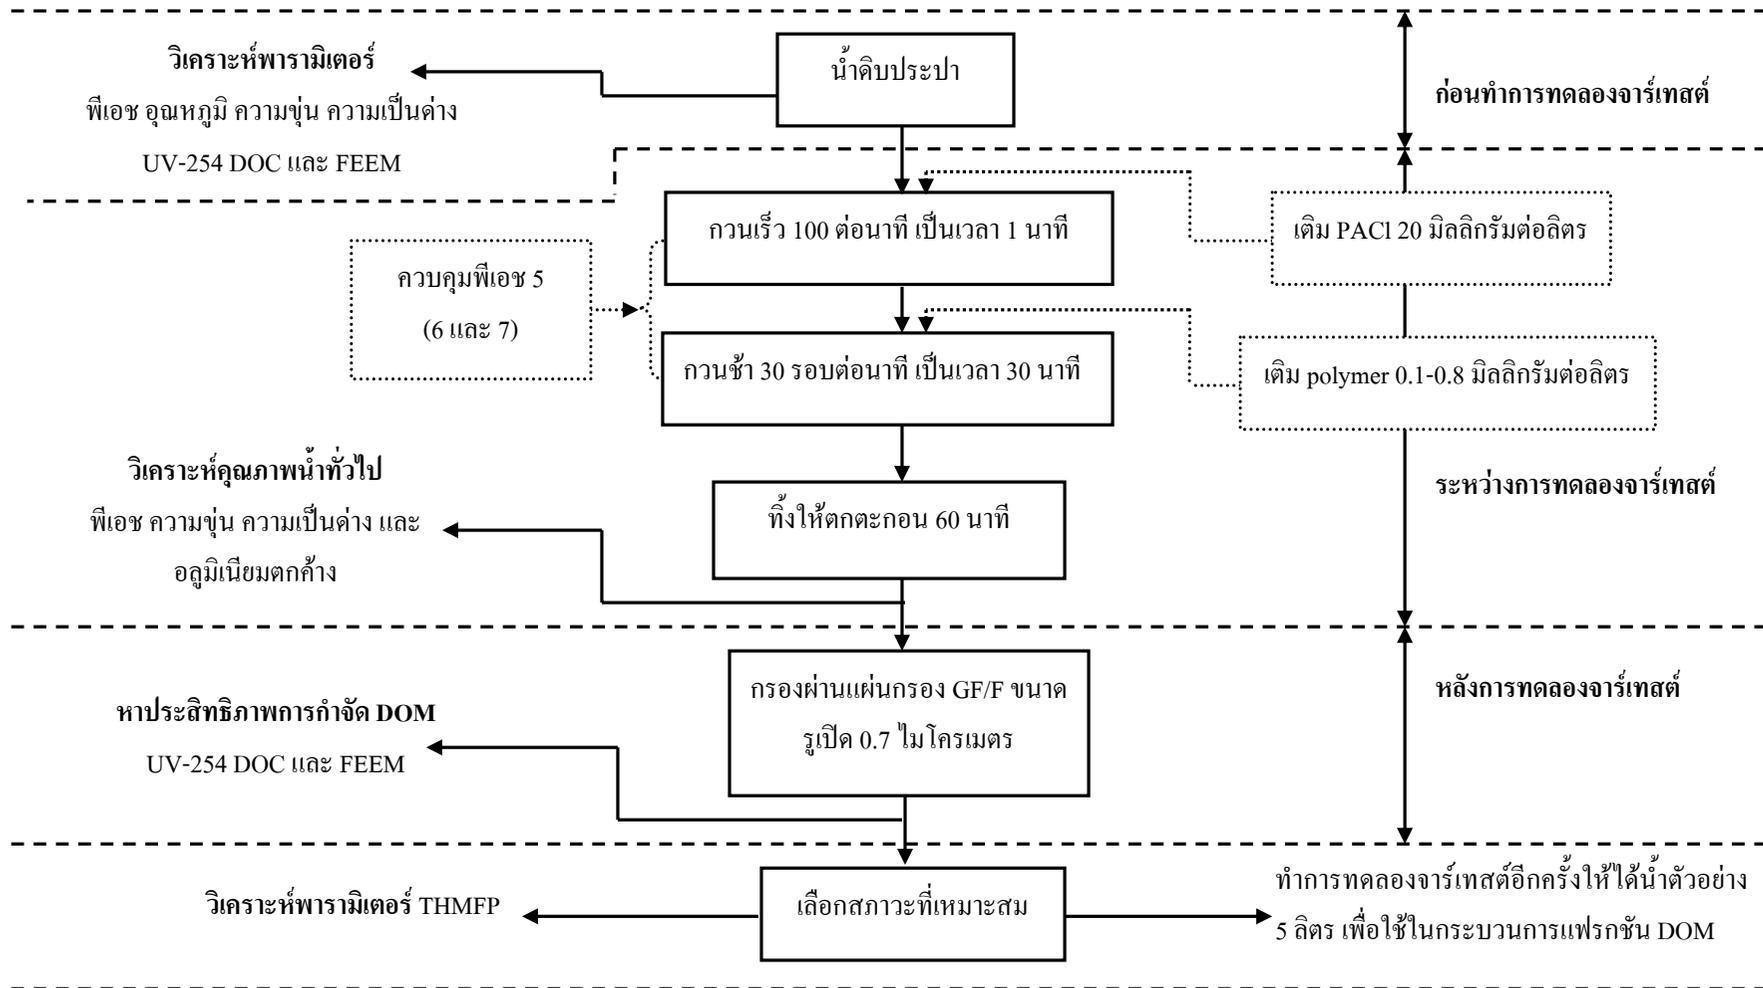 น้ำดิบประปา
วิเคราะห์พารามิเตอร์
พีเอช อุณหภูมิ ความขุ่น ความเป็นด่าง
UV-254 DOC และ FEEM
ก่อนทำการทดลองจาร์เทสต์
กวนเร็ว 100 ต่อนาที เป็นเวลา 1 นาที
เติม PACl 20 มิลลิกรัมต่อลิตร
ควบคุมพีเอช 5
(6 และ 7)
กวนช้า 30 รอบต่อนาที เป็นเวลา 30 นาที
เติม polymer 0.1-0.8 มิลลิกรัมต่อลิตร
วิเคราะห์คุณภาพน้ำทั่วไป
พีเอช ความขุ่น ความเป็นด่าง และ
อลูมิเนียมตกค้าง
ทิ้งให้ตกตะกอน 60 นาที
ระหว่างการทดลองจาร์เทสต์
กรองผ่านแผ่นกรอง GF/F ขนาด
รูเปิด 0.7 ไมโครเมตร
หลังการทดลองจาร์เทสต์
หาประสิทธิภาพการกำจัด DOM
UV-254 DOC และ FEEM
วิเคราะห์พารามิเตอร์ THMFP
เลือกสภาวะที่เหมาะสม
ทำการทดลองจาร์เทสต์อีกครั้งให้ได้น้ำตัวอย่าง
5 ลิตร เพื่อใช้ในกระบวนการแฟรกชัน DOM